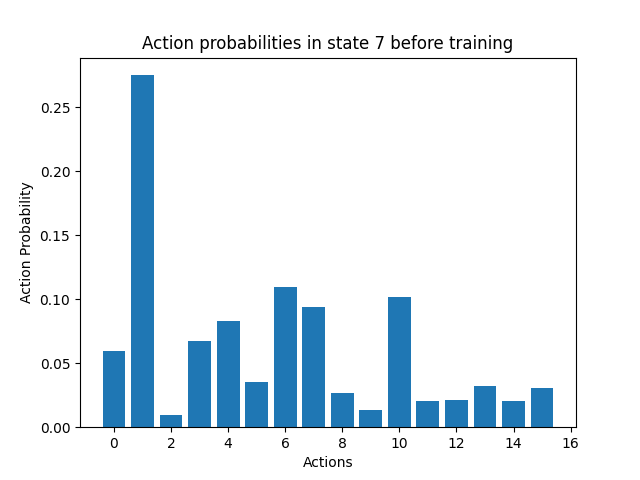 Action probabilities in state 7 before training
0.25
0.20
0.15
0.10
0.05
0.00
Action Probability
0 2 4 6 8 10 12 14 16
Actions